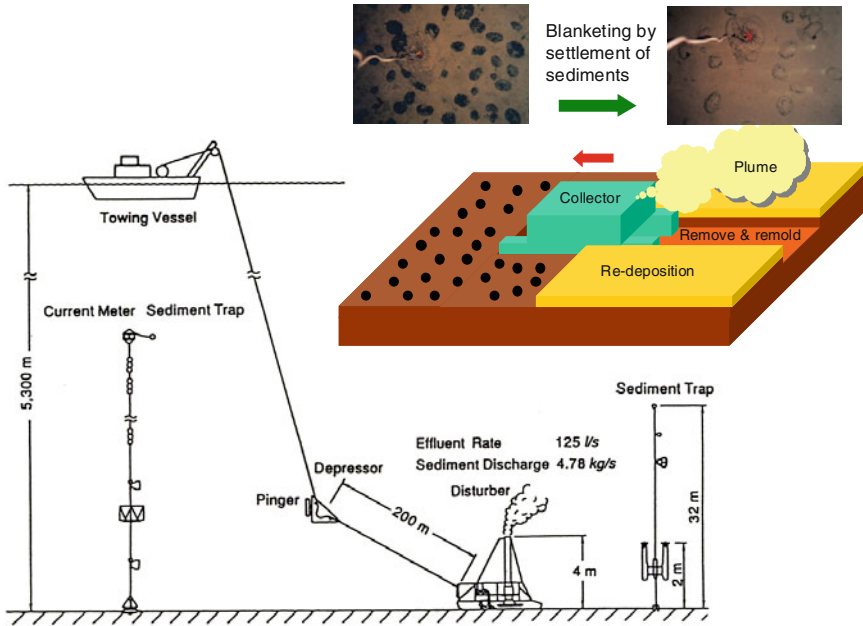 Blanketing by
settlement of
sediments
Plume
Collector
Remove & remold
Re-deposition
Towing Vessel
Current Meter Sediment Trap
5,300 m
Sediment Trap
Effluent Rate 125 l/s
Sediment Discharge 4.78 kg/s
Depressor
Disturber
Pinger
200 m
32 m
4 m
2 m